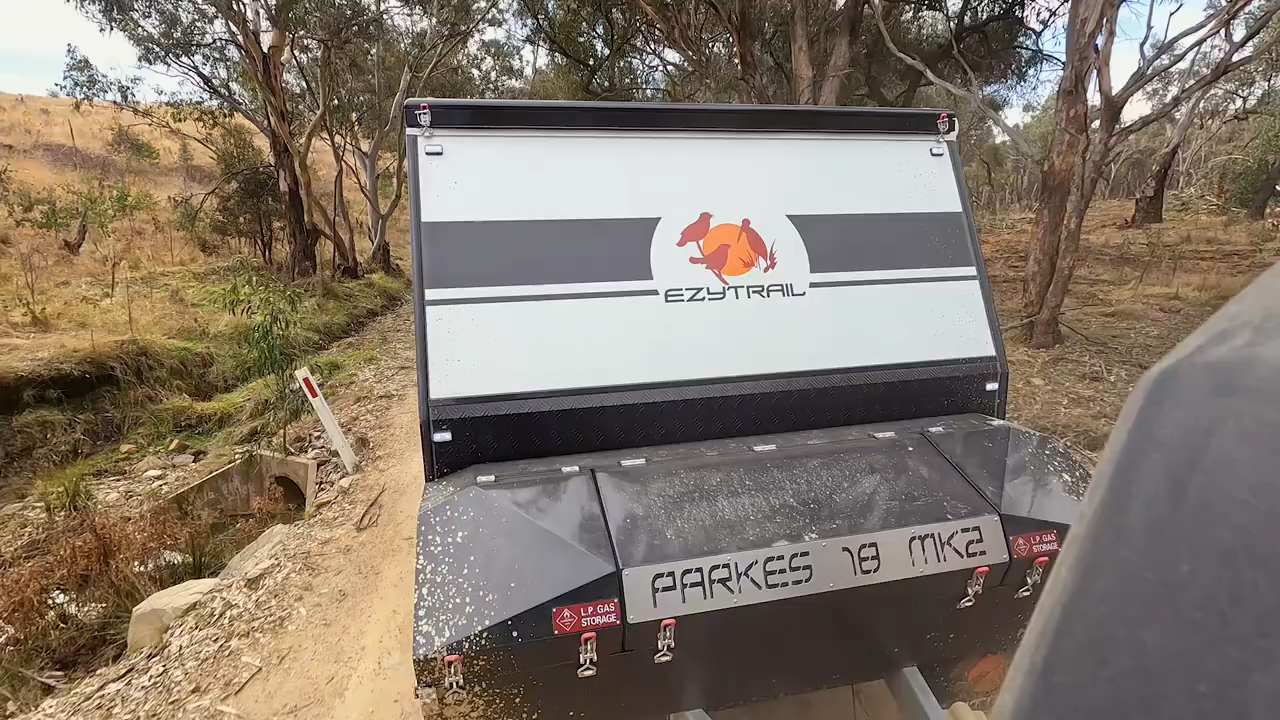 EZYTRAIL
PARKES 18 MK2
L.P. GAS
STORAGE
L.P. GAS
STORAGE